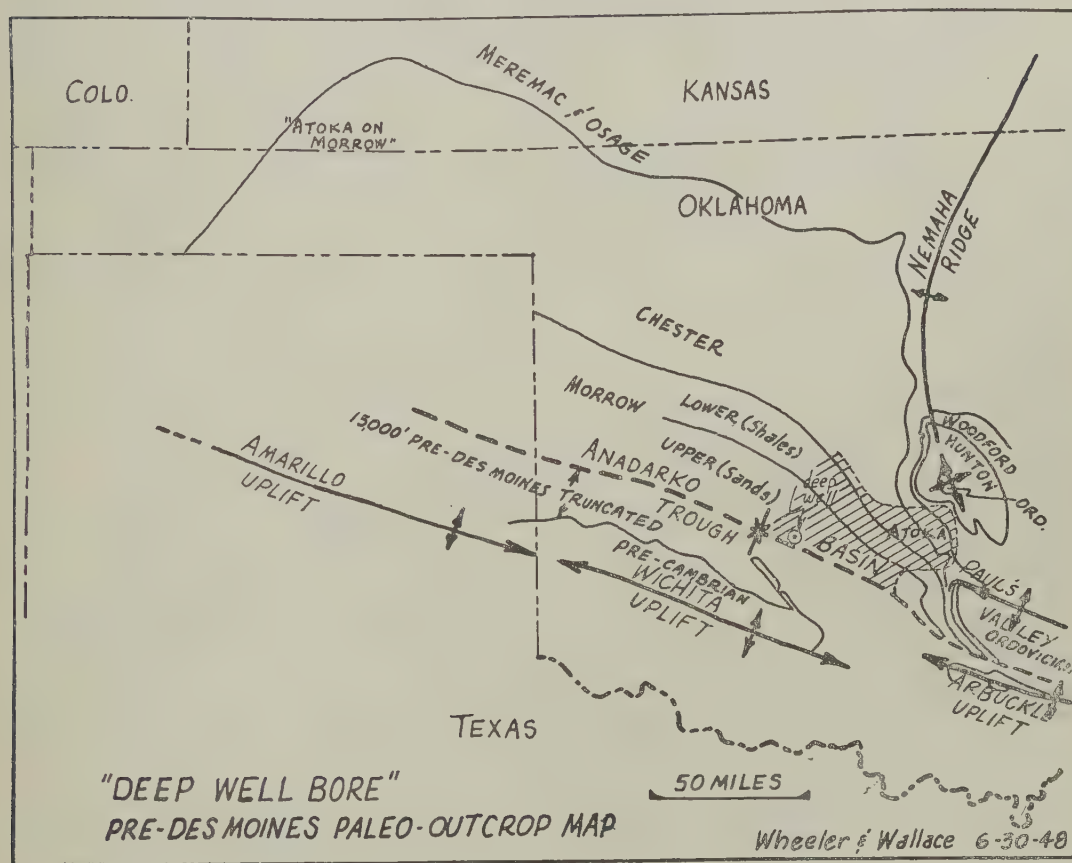 COLO.
KANSAS
MEREMAC & OSAGE
"ATOKA ON
MORROW"
OKLAHOMA
NEMAHA
RIDGE
CHESTER
MORROW
LOWER (Shales)
UPPER (Sands)
13,000' PRE-DES MOINES TRUNCATED
ANADARKO
TROUGH
BASIN
deep
well
ATOKA
WOODFORD
HUNTON
ORD.
AMARILLO
UPLIFT
PRE-CAMBRIAN
WICHITA
UPLIFT
PAUL'S
VALLEY
ORDOVICIAN
ARBUCKL
UPLIFT
TEXAS
50 MILES
"DEEP WELL BORE"
PRE-DES MOINES PALEO-OUTCROP MAP
Wheeler & Wallace 6-30-48